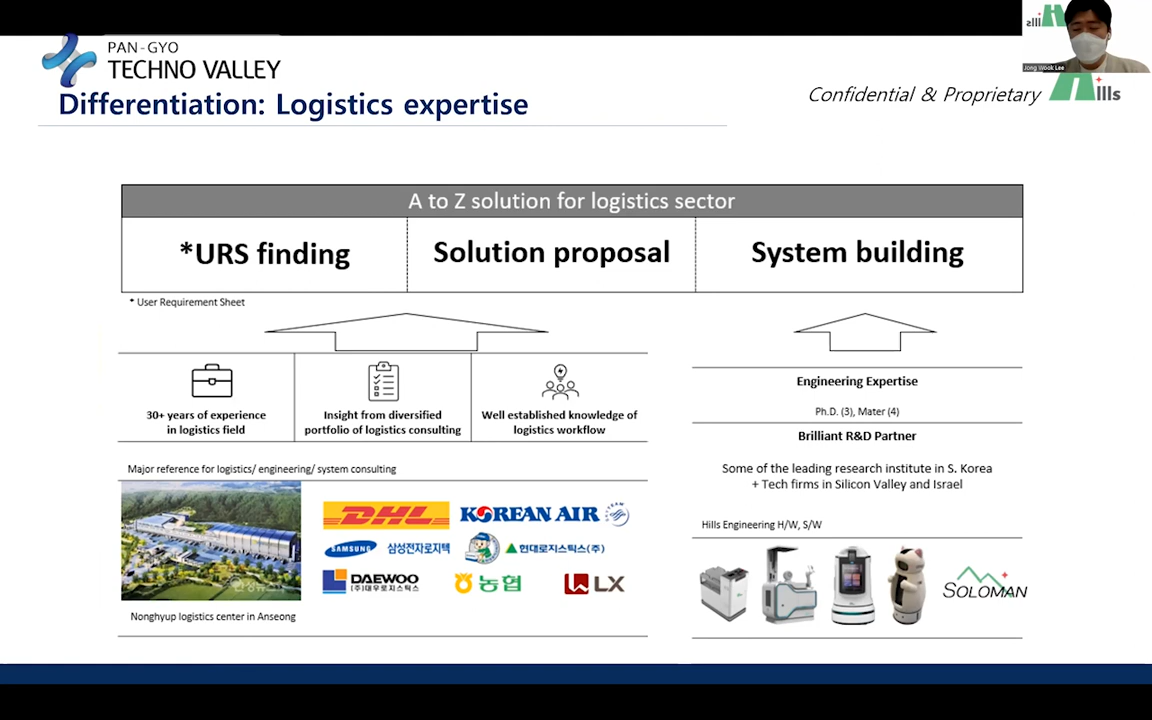 PAN-GYO
TECHNO VALLEY
Differentiation: Logistics expertise
Confidential & Proprietary
ills
Jong Wook Lee
A to Z solution for logistics sector
*URS finding
Solution proposal
System building
* User Requirement Sheet
30+ years of experience
in logistics field
Insight from diversified
portfolio of logistics consulting
Well established knowledge of
logistics workflow
Major reference for logistics/ engineering/ system consulting
DHL
KOREAN AIR
SAMSUNG
삼성전자로지텍
현대로지스틱스(주)
DAEWOO
(주)대우로지스틱스
농협
LX
Nonghyup logistics center in Anseong
Engineering Expertise
Ph.D. (3), Mater (4)
Brilliant R&D Partner
Some of the leading research institute in S. Korea
+ Tech firms in Silicon Valley and Israel
Hills Engineering H/W, S/W
SOLOMAN